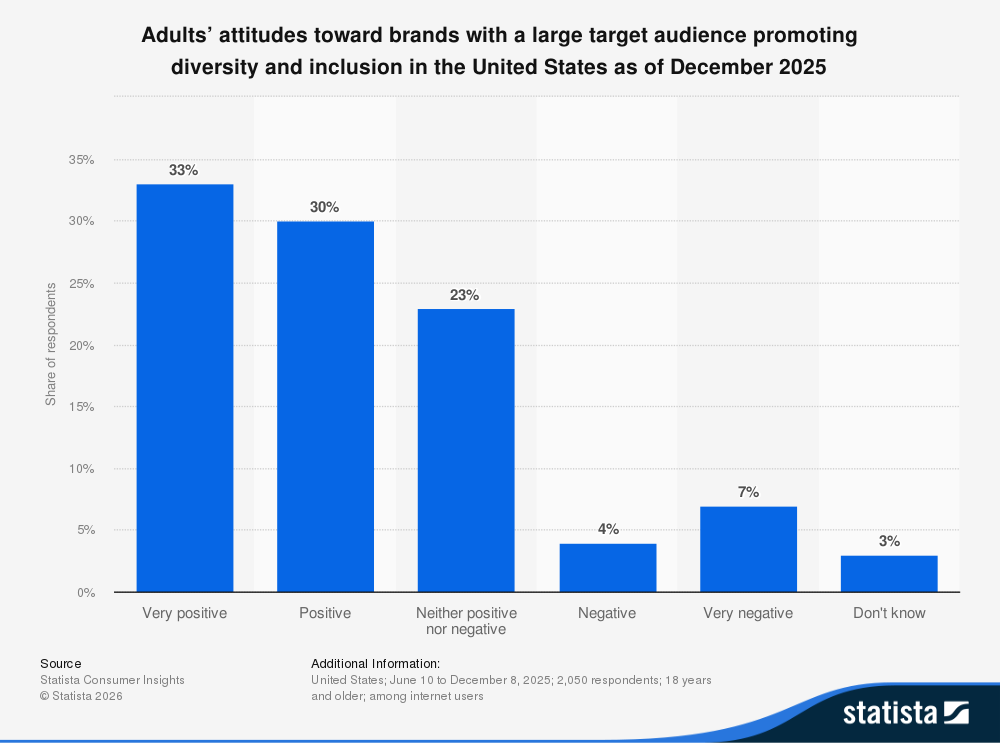 Adults’ attitudes toward brands with a large target audience promoting
diversity and inclusion in the United States as of December 2025
Share of respondents
35%
30%
25%
20%
15%
10%
5%
0%
33%
30%
23%
4%
7%
3%
Very positive
Positive
Neither positive
nor negative
Negative
Very negative
Don't know
Source
Statista Consumer Insights
© Statista 2026
Additional Information:
United States; June 10 to December 8, 2025; 2,050 respondents; 18 years
and older; among internet users
statista